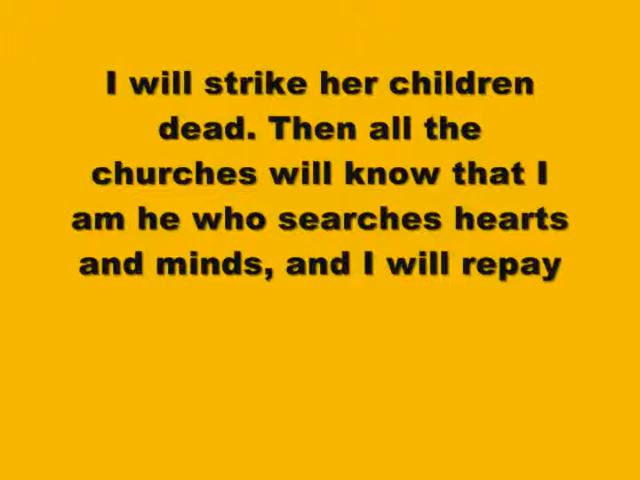 I will strike her children
dead. Then all the
churches will know that I
am he who searches hearts
and minds, and I will repay